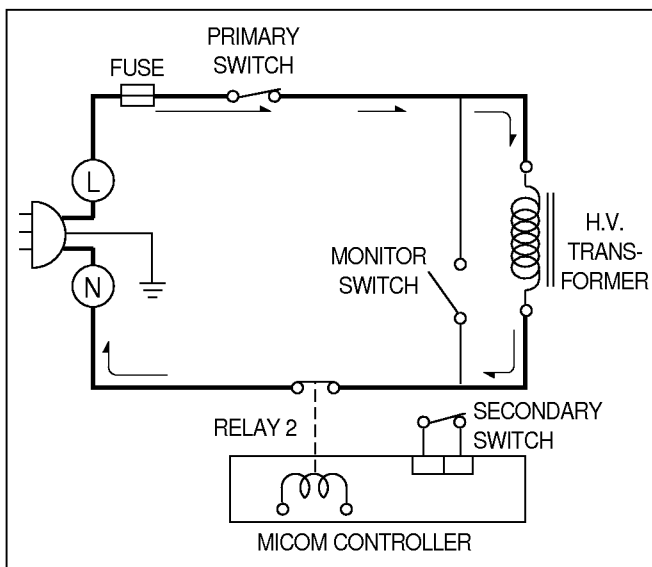 PRIMARY
SWITCH
FUSE
L
H.V.
TRANS-
FORMER
MONITOR
SWITCH
N
SECONDARY
SWITCH
RELAY 2
MICOM CONTROLLER